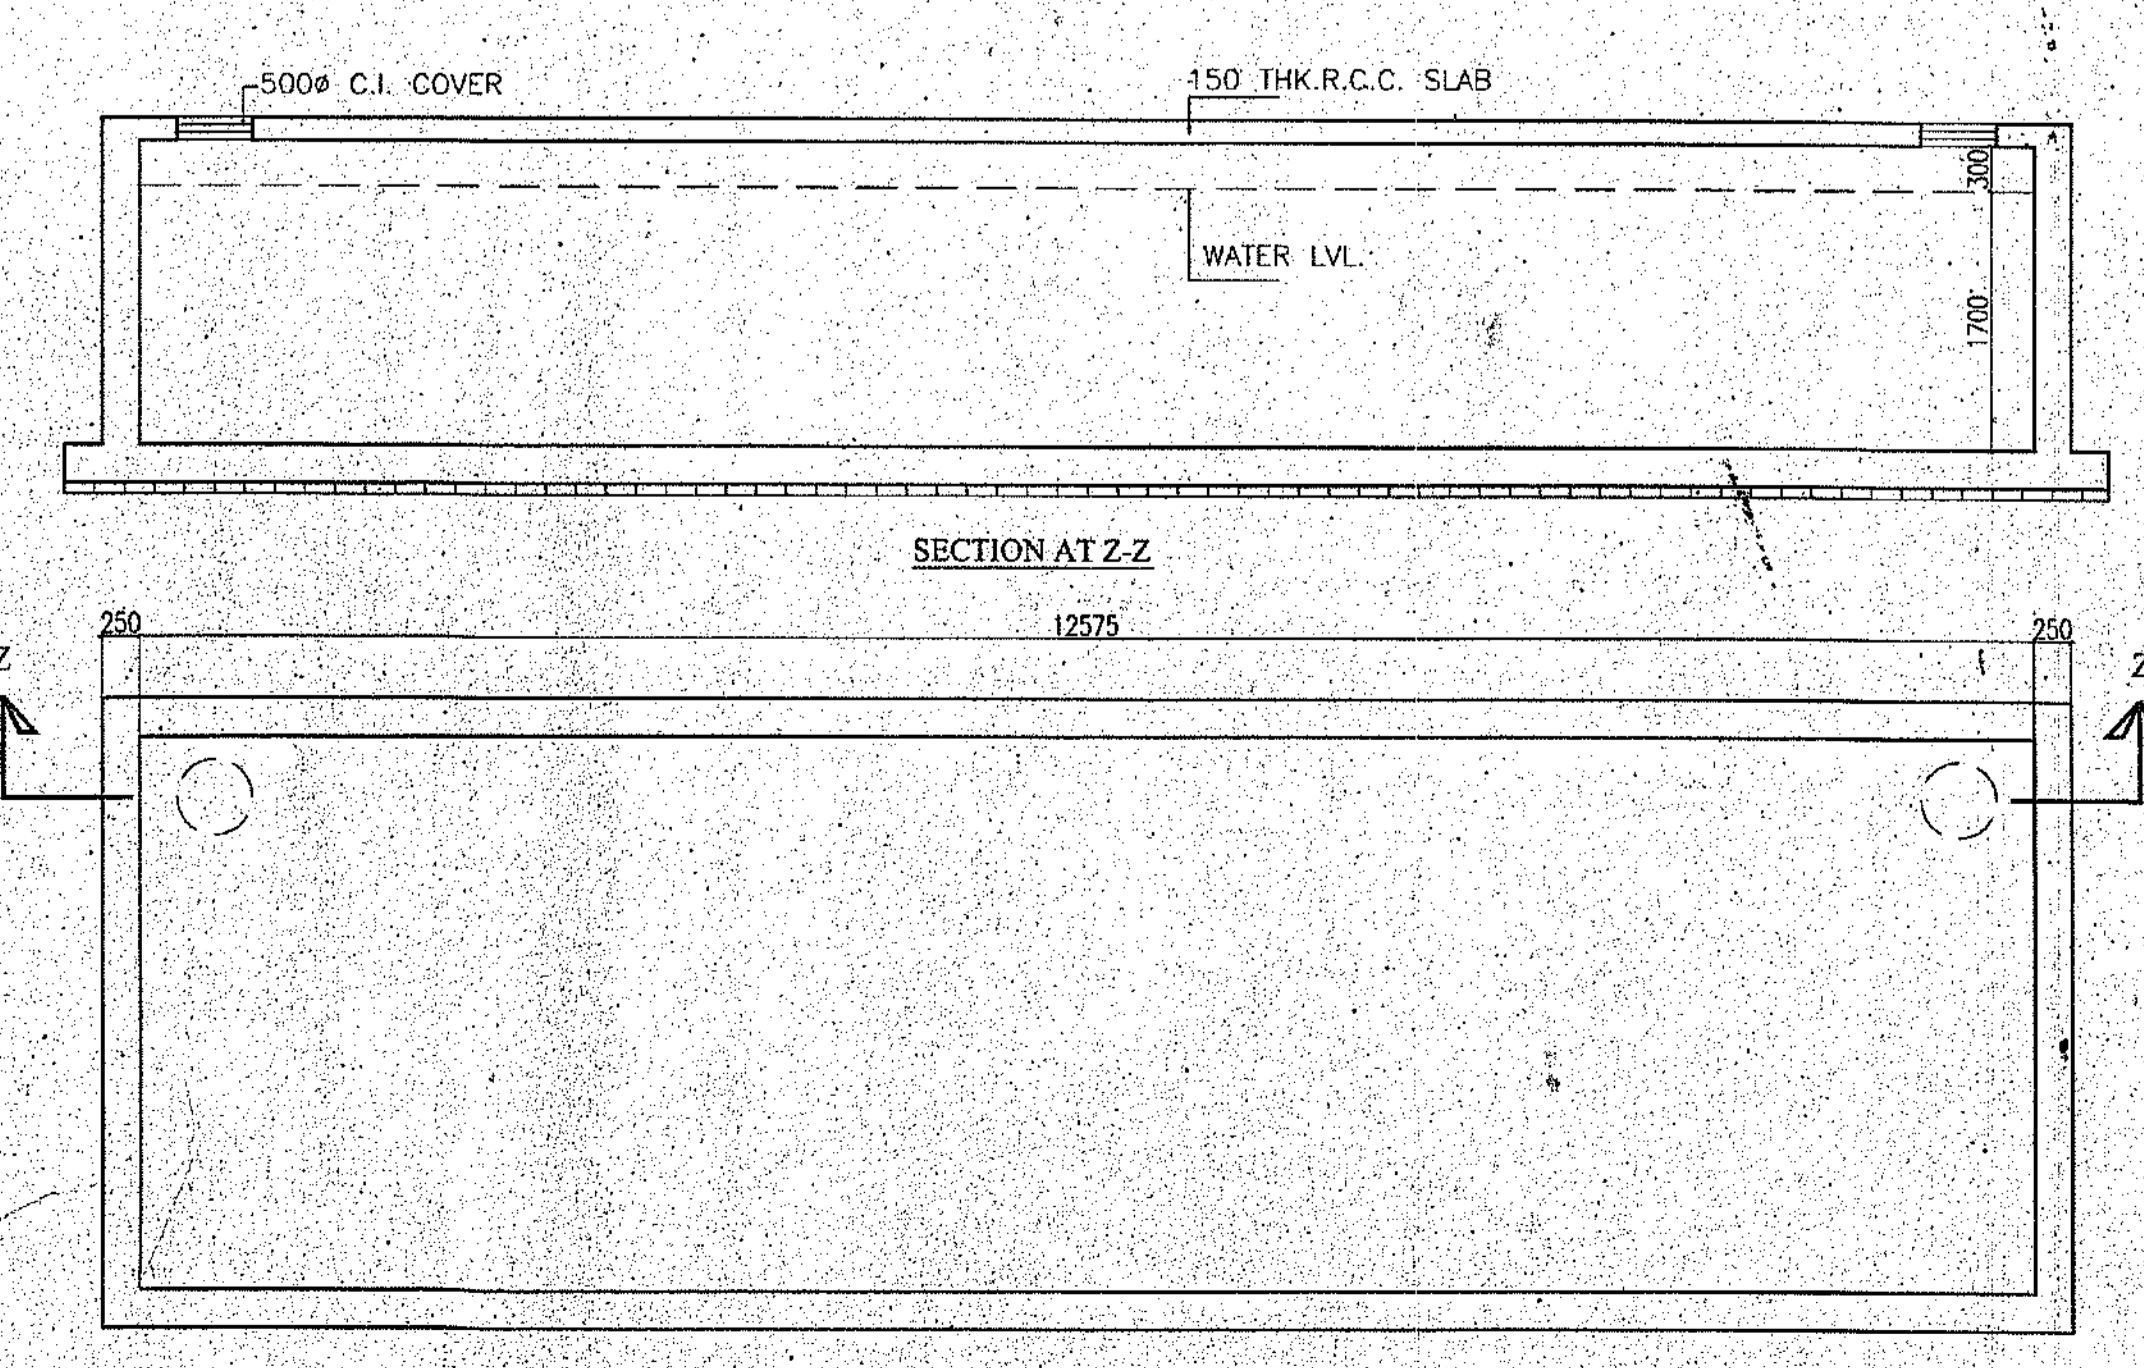 500ø C.I. COVER
150 THK.R.C.C. SLAB
300
WATER LVL.
1700
SECTION AT Z-Z
250
12575
250
Z
Z